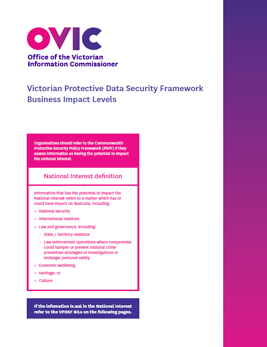 OVIC
Office of the Victorian
Information Commissioner
Victorian Protective Data Security Framework
Business Impact Levels
Organisations should refer to the Commonwealth
Protective Security Policy Framework (PSPF) if they
assess information as having the potential to impact
the national interest.
National Interest definition
Information that has the potential to impact the
National Interest refers to a matter which has or
could have impact on Australia, including:
• National security
• International relations
• Law and governance, including:
- State / Territory relations
- Law enforcement operations where compromise
could hamper or prevent national crime
prevention strategies or investigations or
endanger personal safety
• Economic wellbeing
• Heritage, or
• Culture
If the infomation is not in the National Interest
refer to the VPDSF BILs on the following pages.